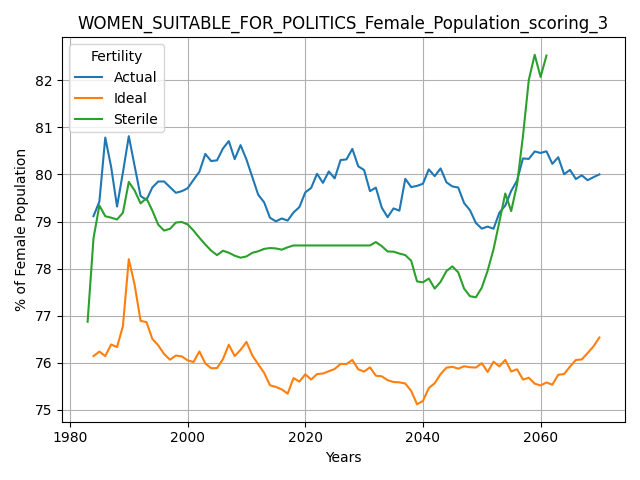 WOMEN_SUITABLE_FOR_POLITICS_Female_Population_scoring_3
Fertility
Actual
Ideal
Sterile
% of Female Population
82
81
80
79
78
77
76
75
1980
2000
2020
2040
2060
Years